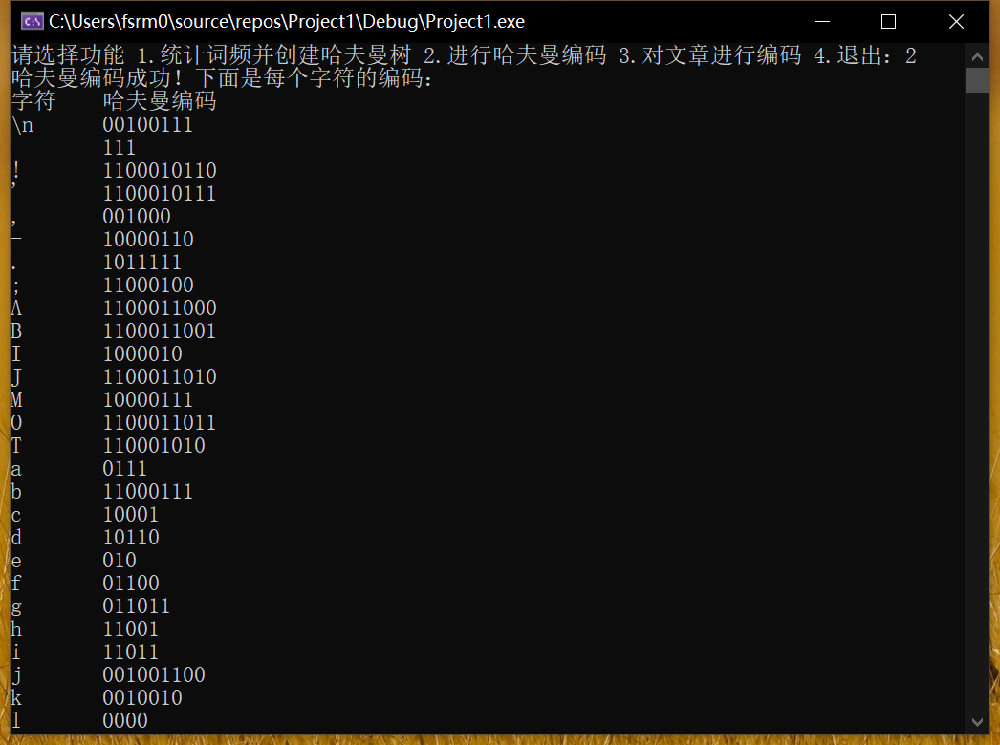 C:\Users\fsrm0\source\repos\Project1\Debug\Project1.exe
请选择功能 1.统计词频并创建哈夫曼树 2.进行哈夫曼编码 3.对文章进行编码 4.退出：2
哈夫曼编码成功！下面是每个字符的编码：
字符    哈夫曼编码
\n      00100111
        111
!       1100010110
'       1100010111
,       001000
-       10000110
.       1011111
;       11000100
A       1100011000
B       1100011001
I       1000010
J       1100011010
M       10000111
O       1100011011
T       110001010
a       0111
b       11000111
c       10001
d       10110
e       010
f       01100
g       011011
h       11001
i       11011
j       001001100
k       0010010
l       0000